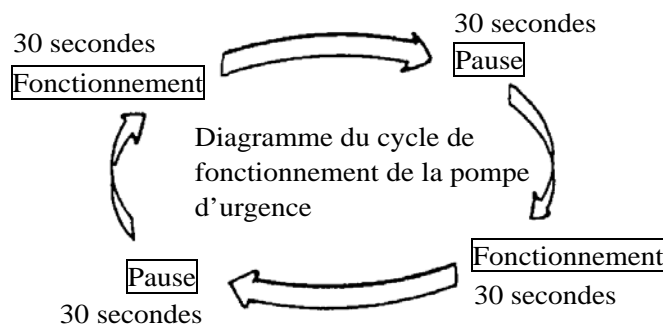 30 secondes
Fonctionnement
30 secondes
Pause
Diagramme du cycle de
fonctionnement de la pompe
d’urgence
Pause
30 secondes
Fonctionnement
30 secondes